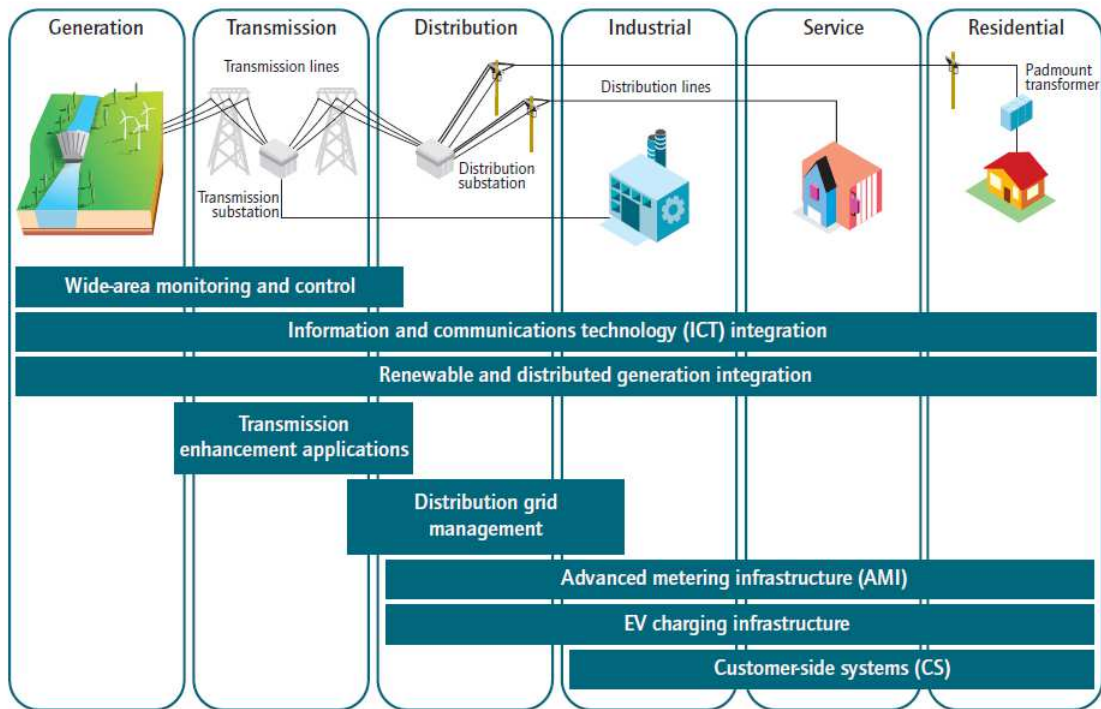 Generation
Transmission
Distribution
Industrial
Service
Residential
Transmission lines
Distribution lines
Padmount
transformer
Distribution
substation
Transmission
substation
Wide-area monitoring and control
Information and communications technology (ICT) integration
Renewable and distributed generation integration
Transmission
enhancement applications
Distribution grid
management
Advanced metering infrastructure (AMI)
EV charging infrastructure
Customer-side systems (CS)